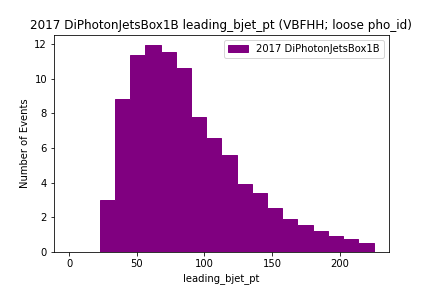 2017 DiPhotonJetsBox1B leading_bjet_pt (VBFHH; loose pho_id)
2017 DiPhotonJetsBox1B
12
10
8
6
4
2
0
Number of Events
0 50 100 150 200
leading_bjet_pt